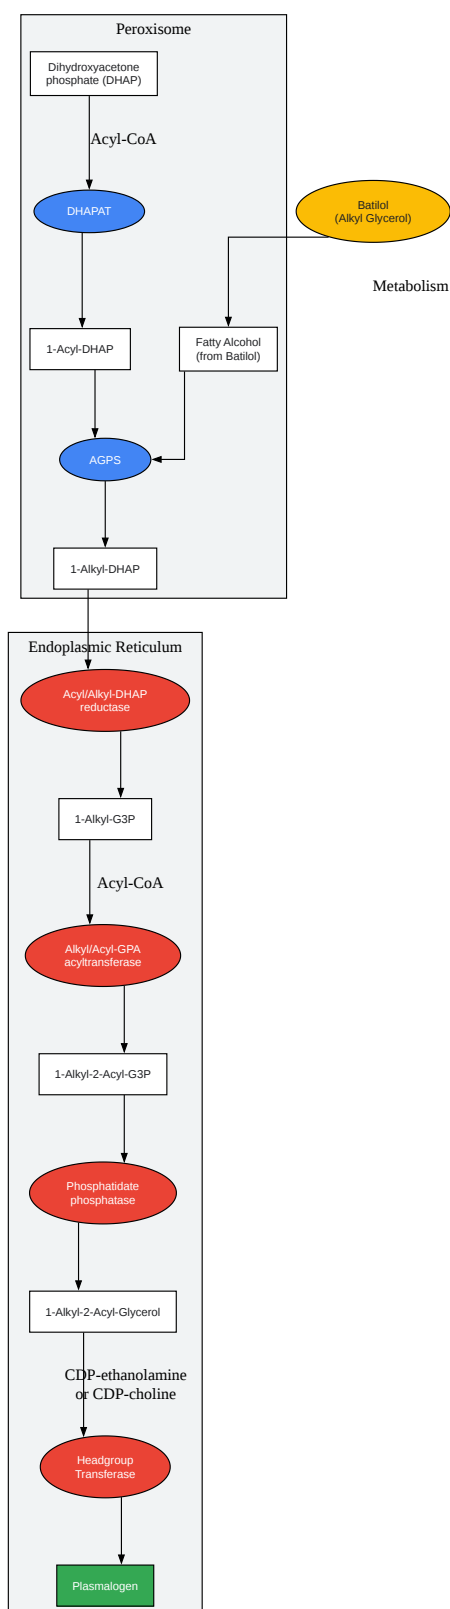 Peroxisome
Dihydroxyacetone
phosphate (DHAP)
Acyl-CoA
DHAPAT
Batilol
(Alkyl Glycerol)
Metabolism
1-Acyl-DHAP
Fatty Alcohol
(from Batilol)
AGPS
1-Alkyl-DHAP
Endoplasmic Reticulum
Acyl/Alkyl-DHAP
reductase
1-Alkyl-G3P
Acyl-CoA
Alkyl/Acyl-GPA
acyltransferase
1-Alkyl-2-Acyl-G3P
Phosphatidate
phosphatase
1-Alkyl-2-Acyl-Glycerol
CDP-ethanolamine
or CDP-choline
Headgroup
Transferase
Plasmalogen